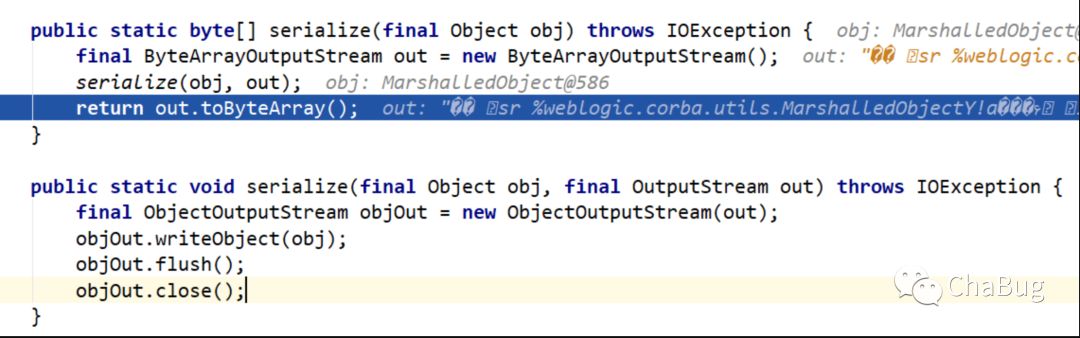 public static byte[] serialize(final Object obj) throws IOException { obj: MarshalledObject@
final ByteArrayOutputStream out = new ByteArrayOutputStream(); out: "�� sr %weblogic.c
serialize(obj, out); obj: MarshalledObject@586
return out.toByteArray(); out: "�� sr %weblogic.corba.utils.MarshalledObjectY!a���
}
public static void serialize(final Object obj, final OutputStream out) throws IOException {
final ObjectOutputStream objOut = new ObjectOutputStream(out);
objOut.writeObject(obj);
objOut.flush();
objOut.close();
}
ChaBug